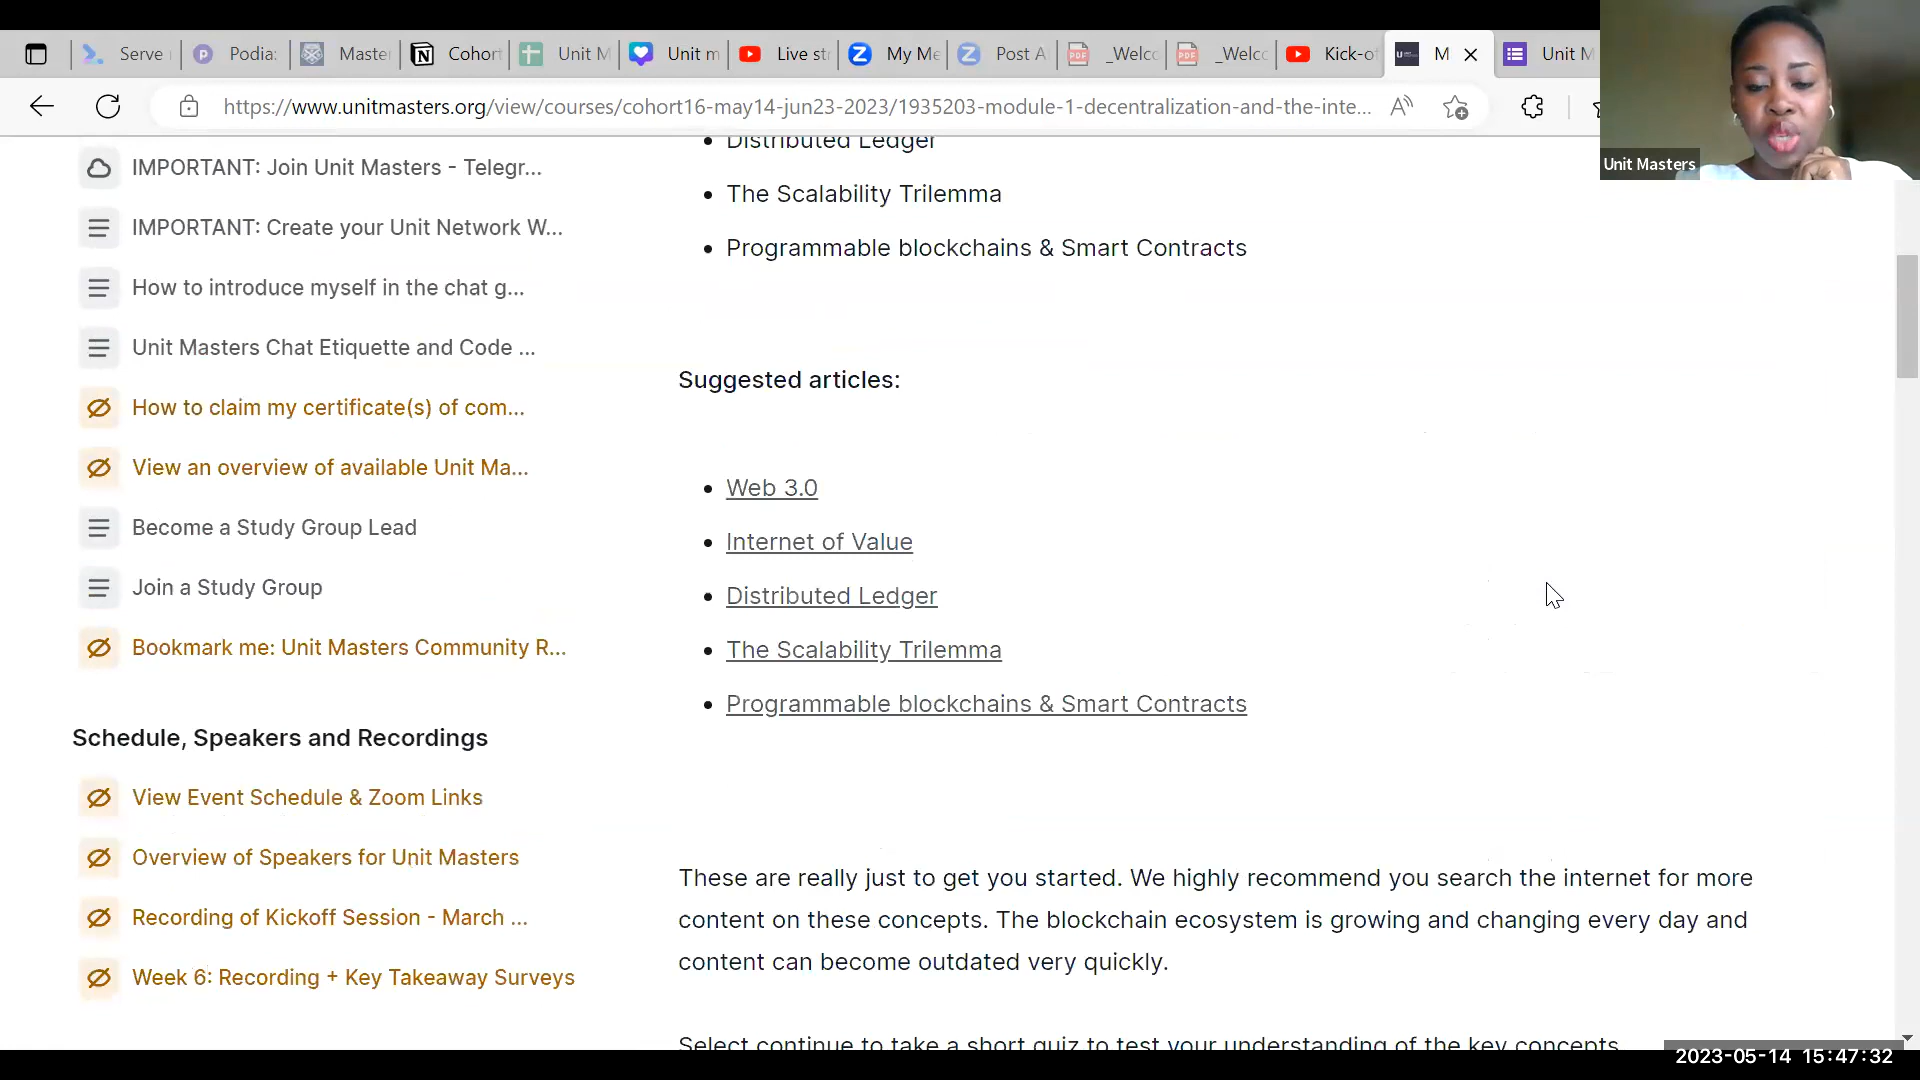 Serve
Podia:
Master
Cohor
Unit M
Unit m
Live st
My Me
Post A
_Welc
_Welc
Kick-o
M
Unit M
https://www.unitmasters.org/view/courses/cohort16-may14-jun23-2023/1935203-module-1-decentralization-and-the-inte...
Unit Masters
IMPORTANT: Join Unit Masters - Telegr...
IMPORTANT: Create your Unit Network W...
How to introduce myself in the chat g...
Unit Masters Chat Etiquette and Code ...
How to claim my certificate(s) of com...
View an overview of available Unit Ma...
Become a Study Group Lead
Join a Study Group
Bookmark me: Unit Masters Community R...
Schedule, Speakers and Recordings
View Event Schedule & Zoom Links
Overview of Speakers for Unit Masters
Recording of Kickoff Session - March ...
Week 6: Recording + Key Takeaway Surveys
• Distributed Ledger
• The Scalability Trilemma
• Programmable blockchains & Smart Contracts
Suggested articles:
• Web 3.0
• Internet of Value
• Distributed Ledger
• The Scalability Trilemma
• Programmable blockchains & Smart Contracts
These are really just to get you started. We highly recommend you search the internet for more
content on these concepts. The blockchain ecosystem is growing and changing every day and
content can become outdated very quickly.
Select continue to take a short quiz to test your understanding of the key concepts
2023-05-14 15:47:32